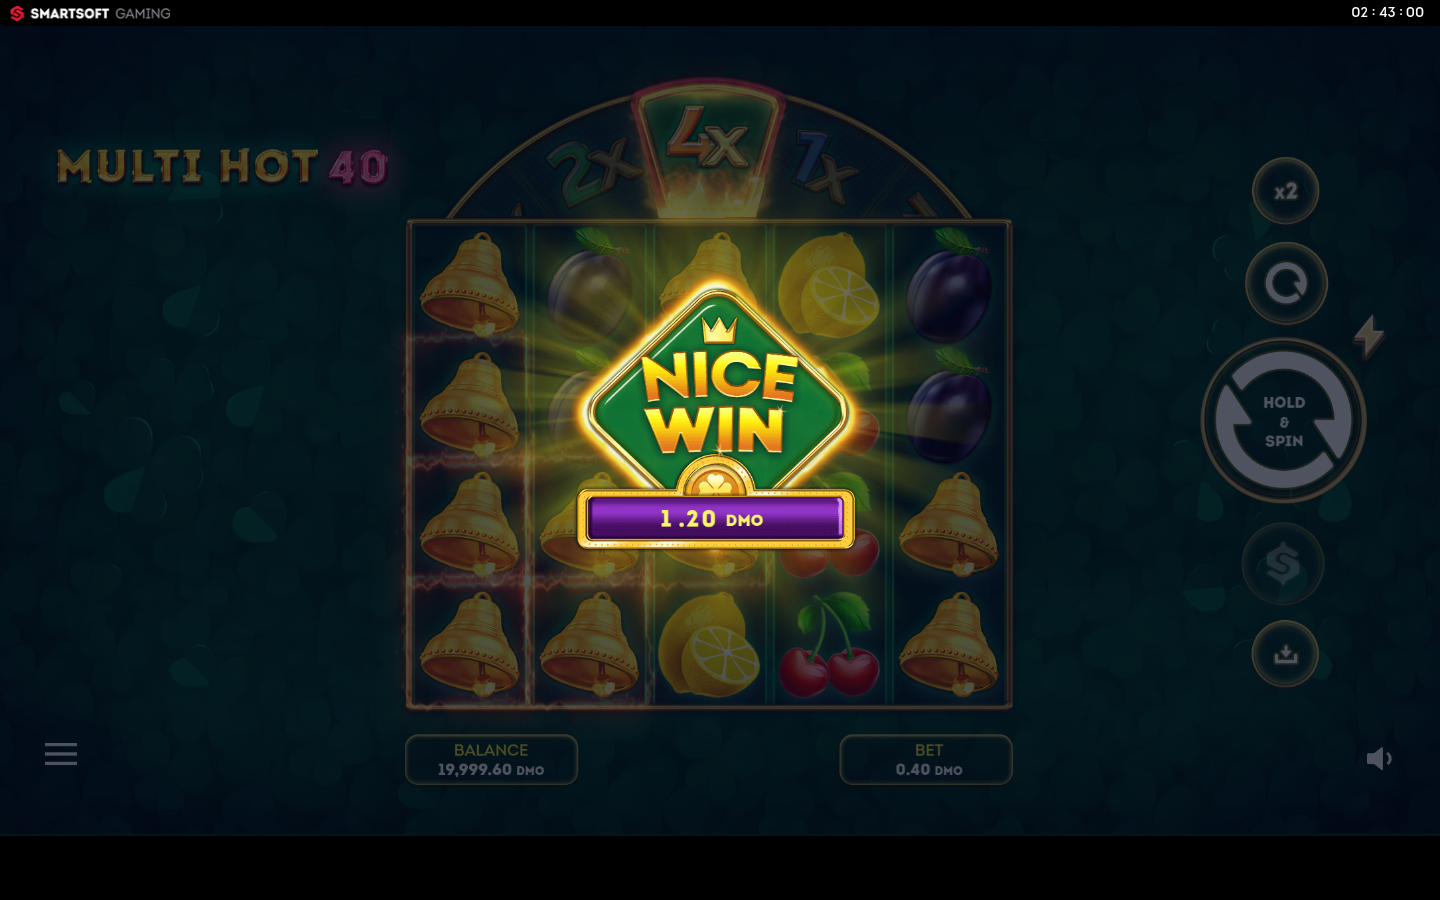 SMARTSOFT GAMING
02 : 43 : 00
MULTI HOT 40
2x
4x
7x
x2
NICE
WIN
1.20 DMO
HOLD
&
SPIN
BALANCE
19,999.60 DMO
BET
0.40 DMO